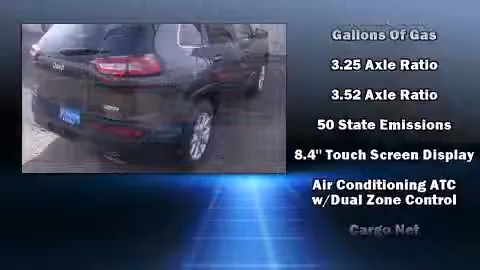 Gallons Of Gas
3.25 Axle Ratio
3.52 Axle Ratio
50 State Emissions
8.4" Touch Screen Display
Air Conditioning ATC
w/Dual Zone Control
Cargo Net
Jeep